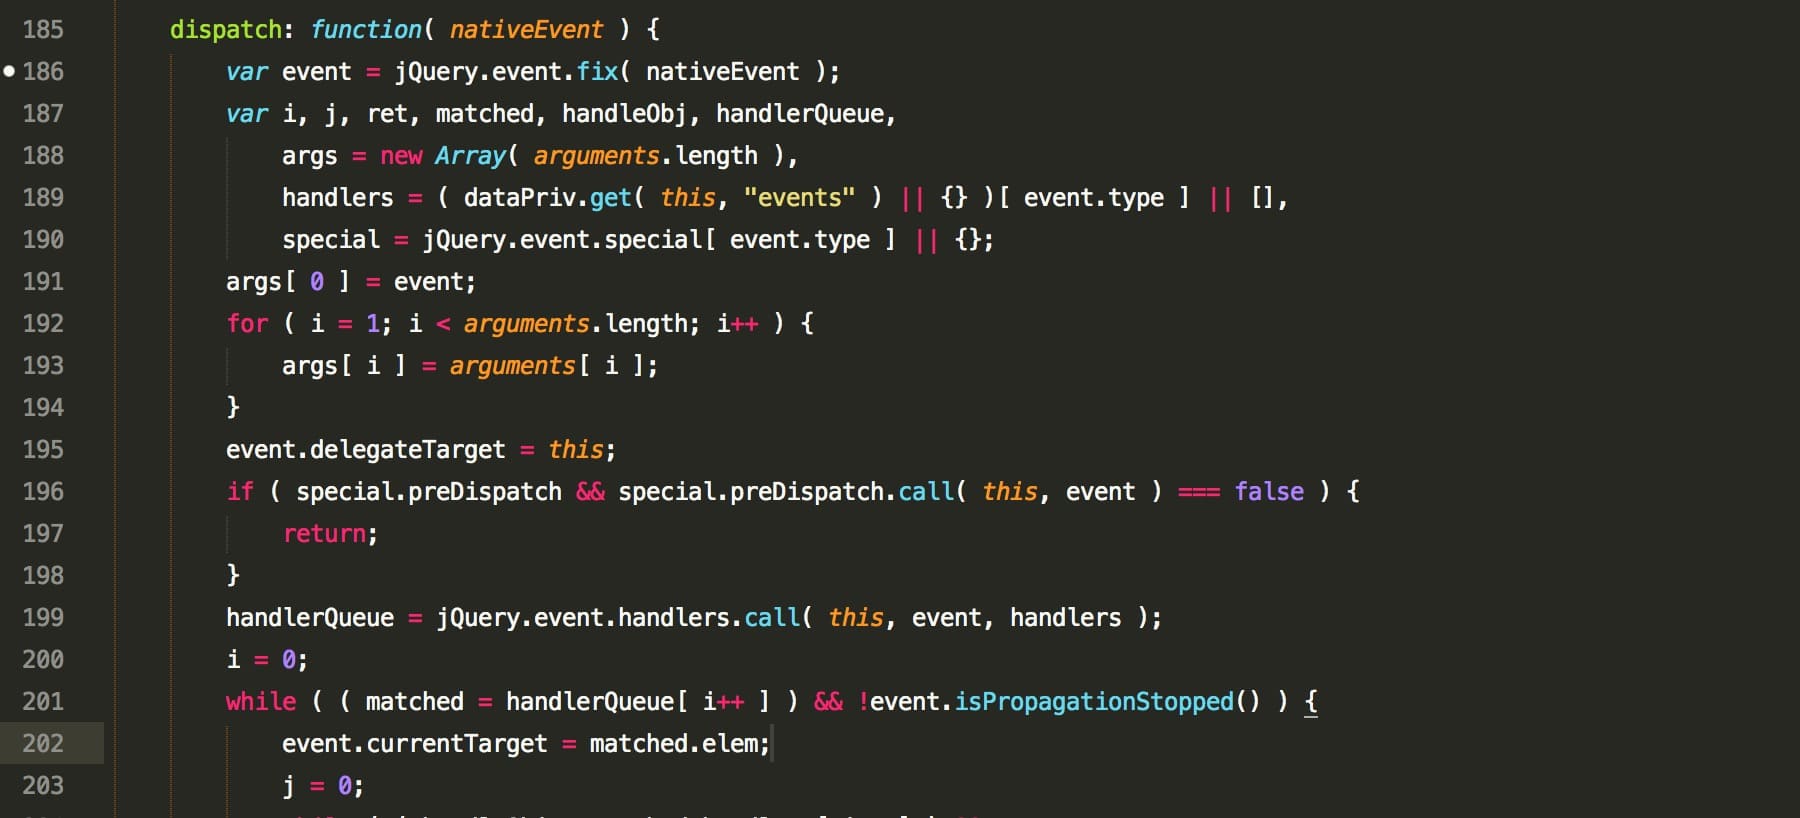 185 dispatch: function( nativeEvent ) {
186 var event = jQuery.event.fix( nativeEvent );
187 var i, j, ret, matched, handleObj, handlerQueue,
188 args = new Array( arguments.length ),
189 handlers = ( dataPriv.get( this, "events" ) || {} )[ event.type ] || [],
190 special = jQuery.event.special[ event.type ] || {};
191 args[ 0 ] = event;
192 for ( i = 1; i < arguments.length; i++ ) {
193 args[ i ] = arguments[ i ];
194 }
195 event.delegateTarget = this;
196 if ( special.preDispatch && special.preDispatch.call( this, event ) === false ) {
197 return;
198 }
199 handlerQueue = jQuery.event.handlers.call( this, event, handlers );
200 i = 0;
201 while ( ( matched = handlerQueue[ i++ ] ) && !event.isPropagationStopped() ) {
202 event.currentTarget = matched.elem;
203 j = 0;